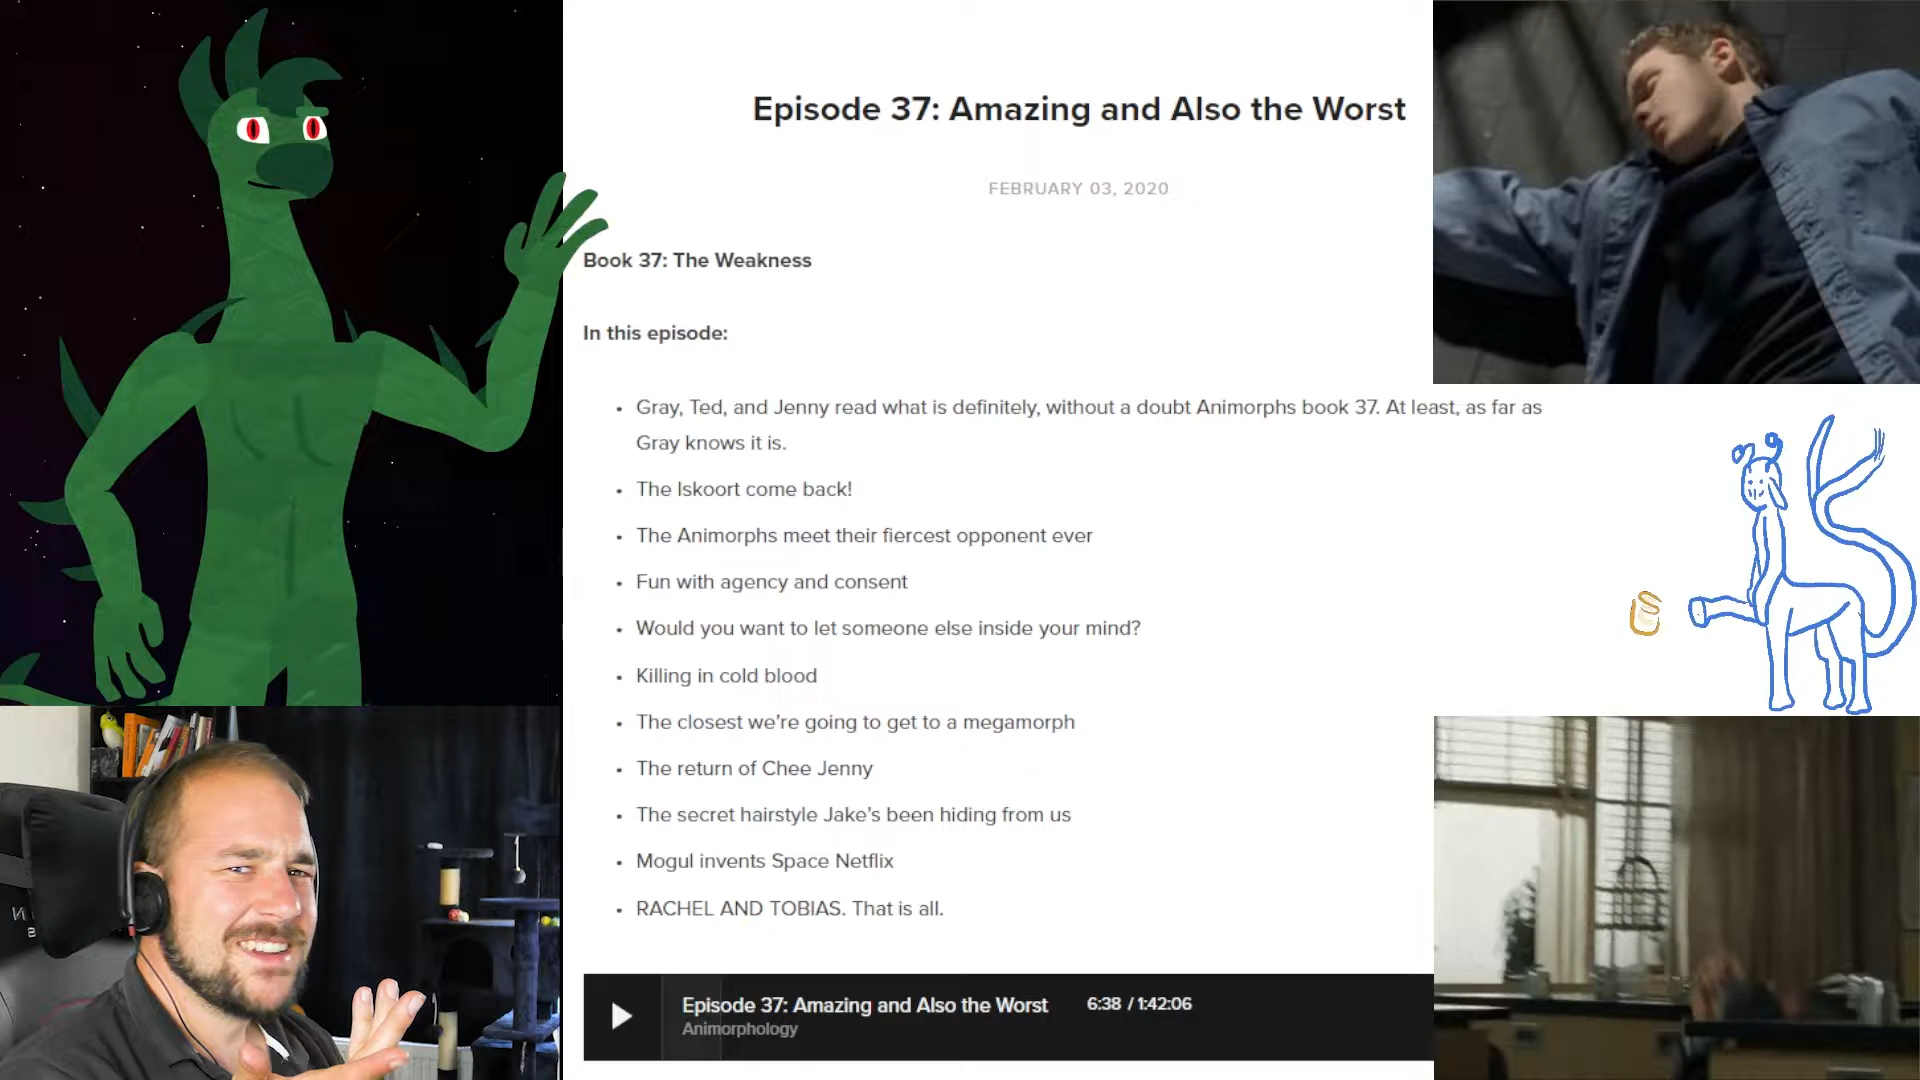 Episode 37: Amazing and Also the Worst
FEBRUARY 03, 2020
Book 37: The Weakness
In this episode:
• Gray, Ted, and Jenny read what is definitely, without a doubt Animorphs book 37. At least, as far as
Gray knows it is.
• The Iskoort come back!
• The Animorphs meet their fiercest opponent ever
• Fun with agency and consent
• Would you want to let someone else inside your mind?
• Killing in cold blood
• The closest we're going to get to a megamorph
• The return of Chee Jenny
• The secret hairstyle Jake's been hiding from us
• Mogul invents Space Netflix
• RACHEL AND TOBIAS. That is all.
Episode 37: Amazing and Also the Worst 6:38 / 1:42:06
Animorphology